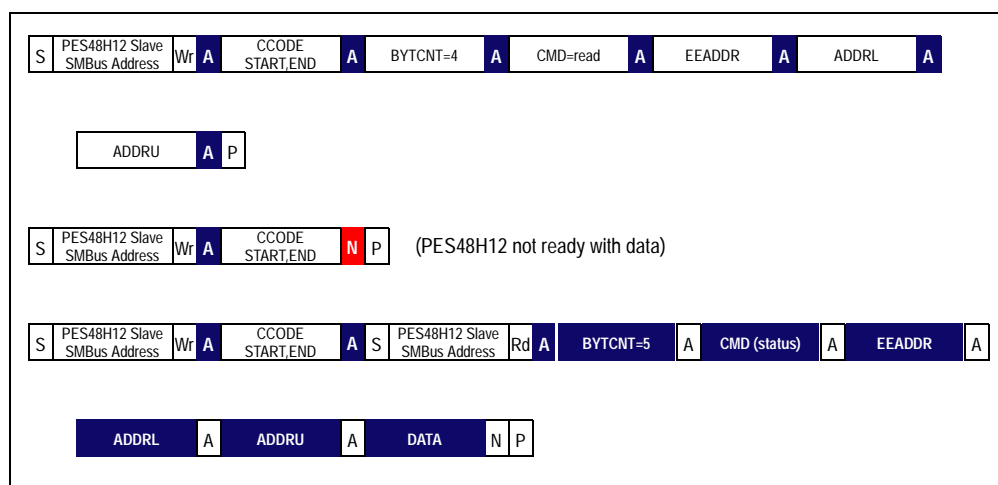 S PES48H12 Slave SMBus Address Wr A CCODE START,END A BYTCNT=4 A CMD=read A EEADDR A ADDRL A
ADDRU A P
S PES48H12 Slave SMBus Address Wr A CCODE START,END N P (PES48H12 not ready with data)
S PES48H12 Slave SMBus Address Wr A CCODE START,END A S PES48H12 Slave SMBus Address Rd A BYTCNT=5 A CMD (status) A EEADDR A
ADDRL A ADDRU A DATA N P